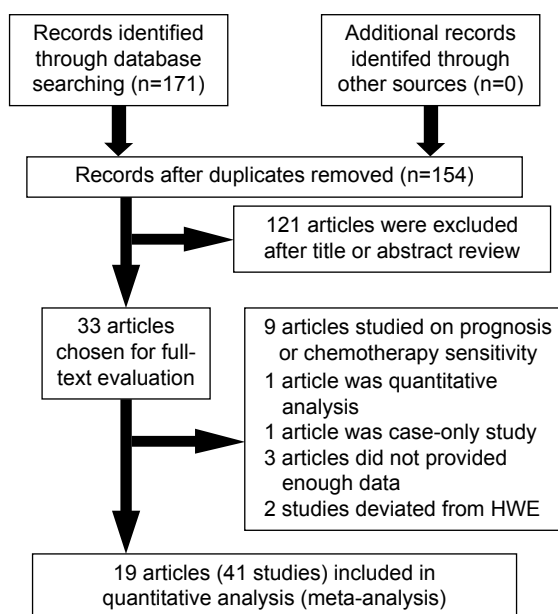 Records identified
through database
searching (n=171)
Additional records
identifed through
other sources (n=0)
Records after duplicates removed (n=154)
121 articles were excluded
after title or abstract review
33 articles
chosen for full-
text evaluation
9 articles studied on prognosis
or chemotherapy sensitivity
1 article was quantitative
analysis
1 article was case-only study
3 articles did not provided
enough data
2 studies deviated from HWE
19 articles (41 studies) included in
quantitative analysis (meta-analysis)